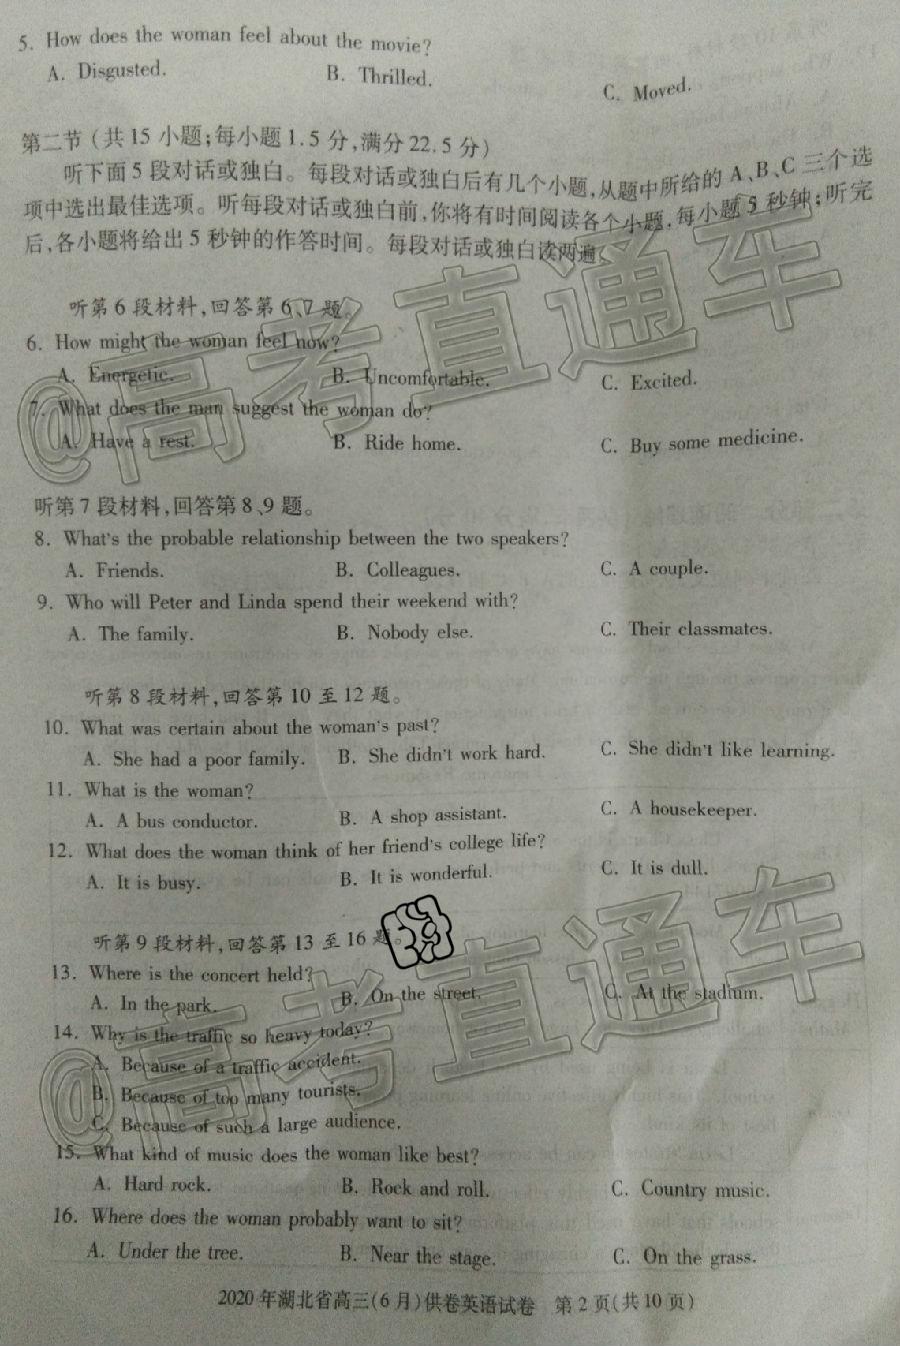 5. How does the woman feel about the movie?
A. Disgusted. B. Thrilled. C. Moved.
第二节(共15小题;每小题1.5分,满分22.5分)
听下面5段对话或独白。每段对话或独白后有几个小题,从题中所给的A、B、C三个选
项中选出最佳选项。听每段对话或独白前,你将有时间阅读各个小题,每小题5秒钟;听完
后,各小题将给出5秒钟的作答时间。每段对话或独白读两遍。
听第6段材料,回答第6、7题。
6. How might the woman feel now?
A. Energetic. B. Uncomfortable. C. Excited.
7. What does the man suggest the woman do?
A. Have a rest. B. Ride home. C. Buy some medicine.
听第7段材料,回答第8、9题。
8. What's the probable relationship between the two speakers?
A. Friends. B. Colleagues. C. A couple.
9. Who will Peter and Linda spend their weekend with?
A. The family. B. Nobody else. C. Their classmates.
听第8段材料,回答第10至12题。
10. What was certain about the woman's past?
A. She had a poor family. B. She didn't work hard. C. She didn't like learning.
11. What is the woman?
A. A bus conductor. B. A shop assistant. C. A housekeeper.
12. What does the woman think of her friend's college life?
A. It is busy. B. It is wonderful. C. It is dull.
听第9段材料,回答第13至16题。
13. Where is the concert held?
A. In the park. B. On the street. C. At the stadium.
14. Why is the traffic so heavy today?
A. Because of a traffic accident.
B. Because of too many tourists.
C. Because of such a large audience.
15. What kind of music does the woman like best?
A. Hard rock. B. Rock and roll. C. Country music.
16. Where does the woman probably want to sit?
A. Under the tree. B. Near the stage. C. On the grass.
2020年湖北省高三(6月)供卷英语试卷 第2页(共10页)
@高考直通车
@高考直通车